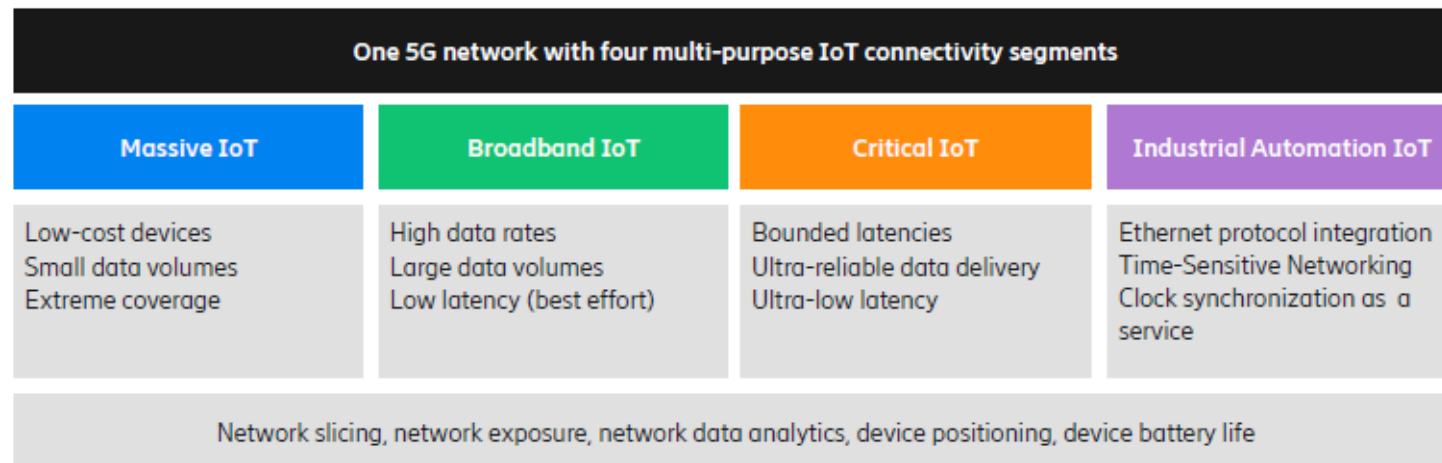 One 5G network with four multi-purpose IoT connectivity segments
Massive IoT
Broadband IoT
Critical IoT
Industrial Automation IoT
Low-cost devices
Small data volumes
Extreme coverage
High data rates
Large data volumes
Low latency (best effort)
Bounded latencies
Ultra-reliable data delivery
Ultra-low latency
Ethernet protocol integration
Time-Sensitive Networking
Clock synchronization as a
service
Network slicing, network exposure, network data analytics, device positioning, device battery life